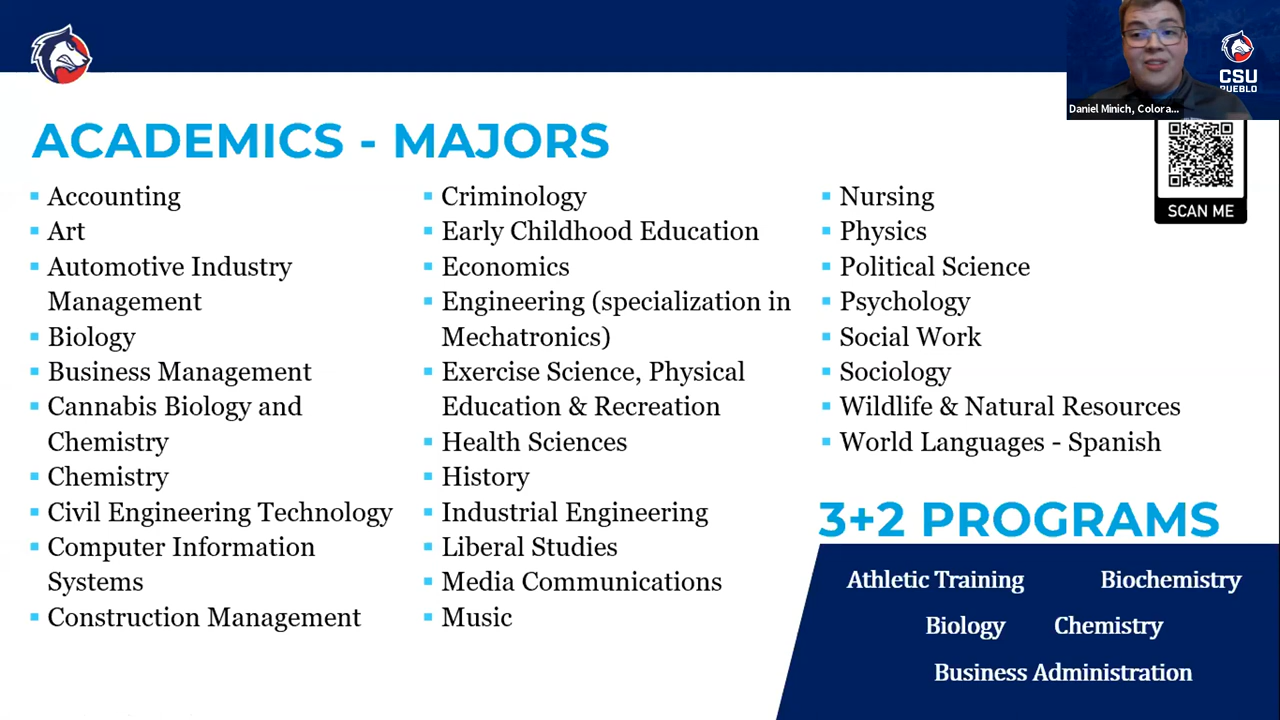 CSU
PUEBLO
Daniel Minich, Colora...
SCAN ME
ACADEMICS - MAJORS
Accounting
Art
Automotive Industry
Management
Biology
Business Management
Cannabis Biology and
Chemistry
Chemistry
Civil Engineering Technology
Computer Information
Systems
Construction Management
Criminology
Early Childhood Education
Economics
Engineering (specialization in
Mechatronics)
Exercise Science, Physical
Education & Recreation
Health Sciences
History
Industrial Engineering
Liberal Studies
Media Communications
Music
Nursing
Physics
Political Science
Psychology
Social Work
Sociology
Wildlife & Natural Resources
World Languages - Spanish
3+2 PROGRAMS
Athletic Training Biochemistry
Biology Chemistry
Business Administration